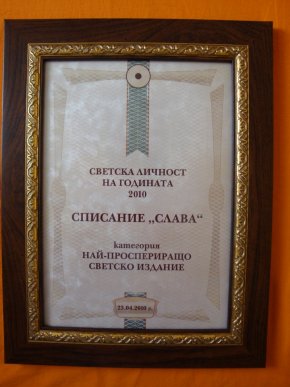 СВЕТСКА ЛИЧНОСТ
НА ГОДИНАТА
2010
СПИСАНИЕ „СЛАВА“
категория
НАЙ-ПРОСПЕРИРАЩО
СВЕТСКО ИЗДАНИЕ
23.04.2010 г.